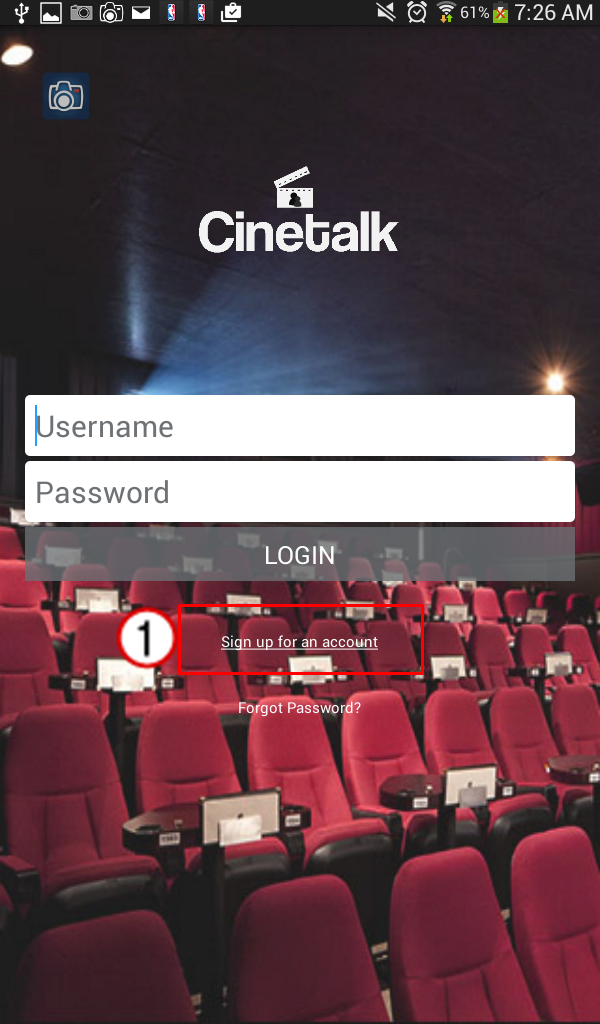 61% 7:26 AM
Cinetalk
Username
Password
LOGIN
1 Sign up for an account
Forgot Password?